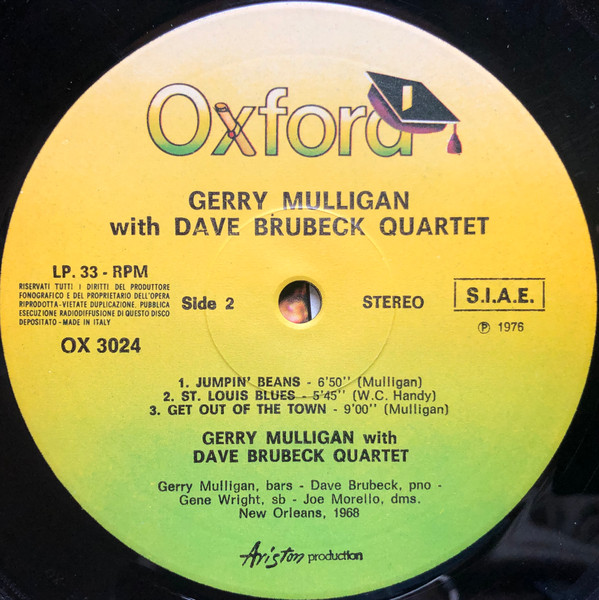 Oxford
GERRY MULLIGAN
with DAVE BRUBECK QUARTET
LP. 33 - RPM
RISERVATI TUTTI I DIRITTI DEL PRODUTTORE
FONOGRAFICO E DEL PROPRIETARIO DELL'OPERA
RIPRODOTTA - VIETATE DUPLICAZIONE. PUBBLICA
ESECUZIONE RADIODIFFUSIONE DI QUESTO DISCO
DEPOSITATO - MADE IN ITALY
OX 3024
Side 2
STEREO
S.I.A.E.
℗ 1976
1. JUMPIN' BEANS - 6'50'' (Mulligan)
2. ST. LOUIS BLUES - 5'45'' (W.C. Handy)
3. GET OUT OF THE TOWN - 9'00'' (Mulligan)
GERRY MULLIGAN with
DAVE BRUBECK QUARTET
Gerry Mulligan, bars - Dave Brubeck, pno -
Gene Wright, sb - Joe Morello, dms.
New Orleans, 1968
Ariston production